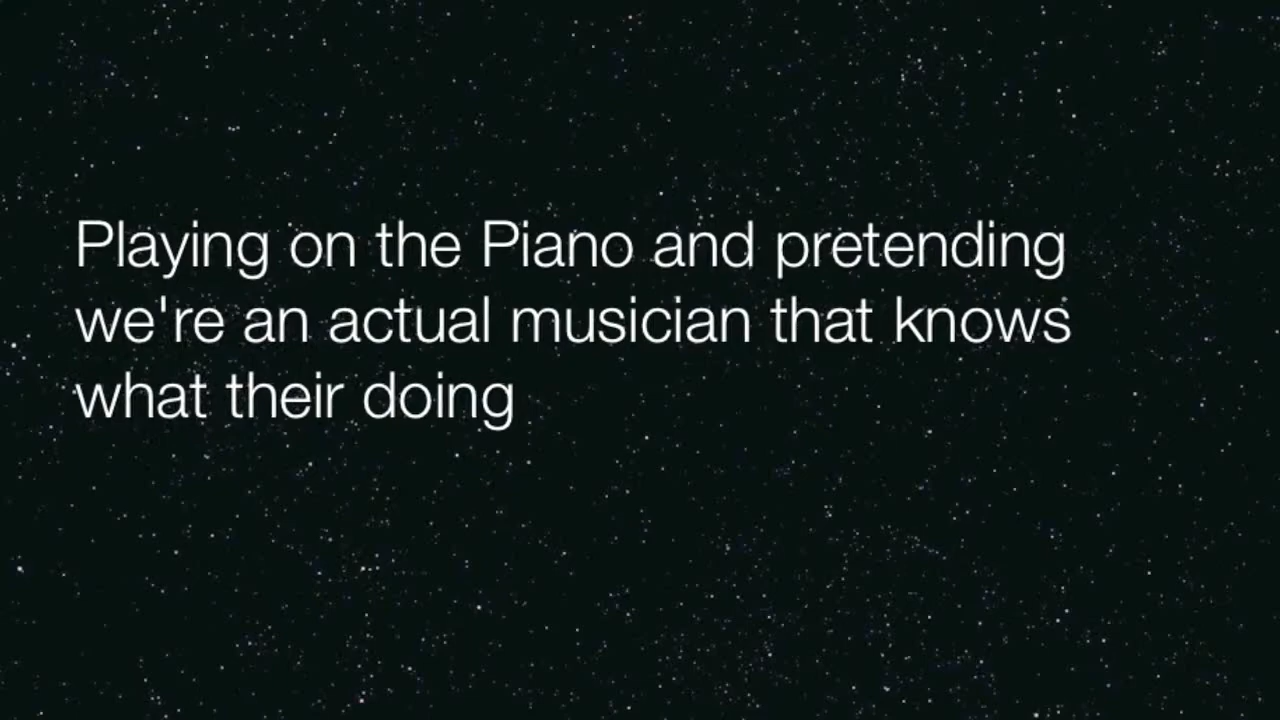 Playing on the Piano and pretending
we're an actual musician that knows
what their doing